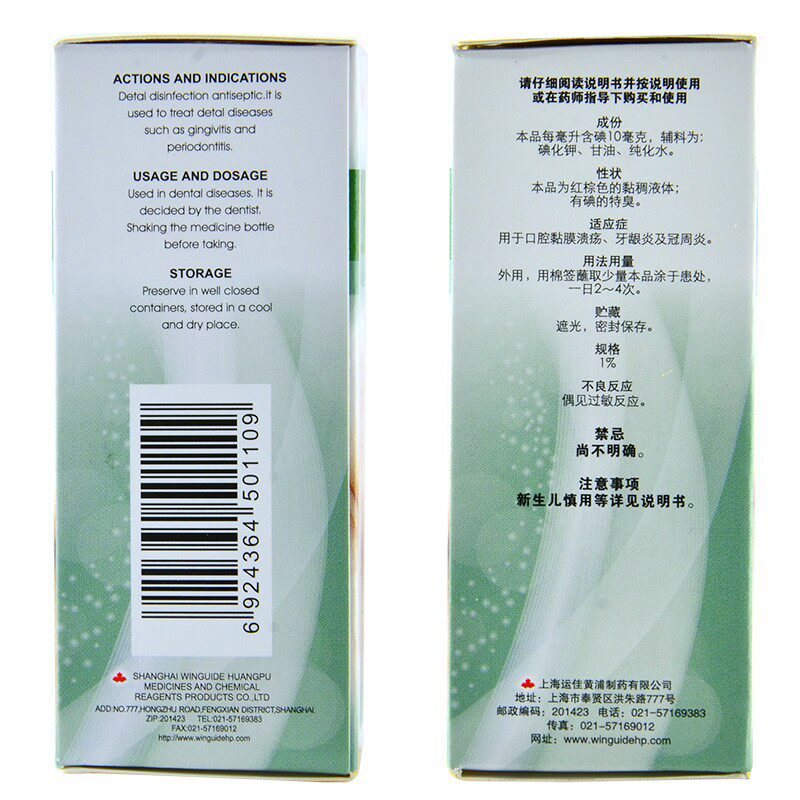 ACTIONS AND INDICATIONS
Detal disinfection antiseptic.It is
used to treat detal diseases
such as gingivitis and
periodontitis.
USAGE AND DOSAGE
Used in dental diseases. It is
decided by the dentist.
Shaking the medicine bottle
before taking.
STORAGE
Preserve in well closed
containers, stored in a cool
and dry place.
6 924364 501109
SHANGHAI WINGUIDE HUANGPU
MEDICINES AND CHEMICAL
REAGENTS PRODUCTS CO.,LTD
ADD:NO.777,HONGZHU ROAD,FENGXIAN DISTRICT,SHANGHAI
ZIP:201423 TEL:021-57169383
FAX:021-57169012
http://www.winguidehp.com
请仔细阅读说明书并按说明使用
或在药师指导下购买和使用
成份
本品每毫升含碘10毫克，辅料为：
碘化钾、甘油、纯化水。
性状
本品为红棕色的黏稠液体；
有碘的特臭。
适应症
用于口腔黏膜溃疡、牙龈炎及冠周炎。
用法用量
外用，用棉签蘸取少量本品涂于患处，
一日2～4次。
贮藏
遮光，密封保存。
规格
1%
不良反应
偶见过敏反应。
禁忌
尚不明确。
注意事项
新生儿慎用等详见说明书。
上海运佳黄浦制药有限公司
地址：上海市奉贤区洪朱路777号
邮政编码：201423 电话：021-57169383
传真：021-57169012
网址：www.winguidehp.com